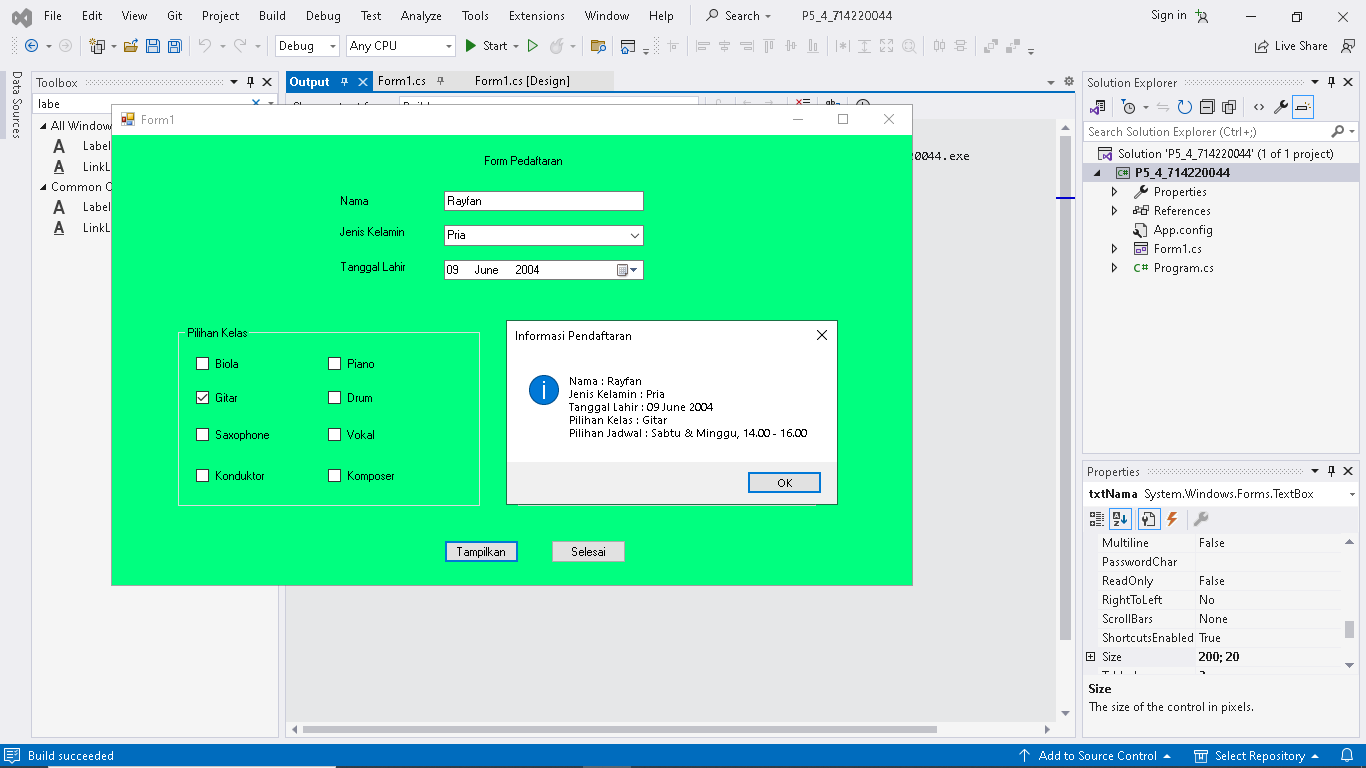 File Edit View Git Project Build Debug Test Analyze Tools Extensions Window Help Search P5_4_714220044 Sign in
Debug Any CPU Start Live Share
Data Sources
Toolbox
labe
All Window
Label
LinkL
Common C
Label
LinkL
Output Form1.cs Form1.cs [Design]
20044.exe
Form1
Form Pedaftaran
Nama Rayfan
Jenis Kelamin Pria
Tanggal Lahir 09 June 2004
Pilihan Kelas
Biola Piano
Gitar Drum
Saxophone Vokal
Konduktor Komposer
Informasi Pendaftaran
Nama : Rayfan
Jenis Kelamin : Pria
Tanggal Lahir : 09 June 2004
Pilihan Kelas : Gitar
Pilihan Jadwal : Sabtu & Minggu, 14.00 - 16.00
OK
Tampilkan Selesai
Solution Explorer
Search Solution Explorer (Ctrl+;)
Solution 'P5_4_714220044' (1 of 1 project)
P5_4_714220044
Properties
References
App.config
Form1.cs
Program.cs
Properties
txtNama System.Windows.Forms.TextBox
Multiline False
PasswordChar
ReadOnly False
RightToLeft No
ScrollBars None
ShortcutsEnabled True
Size 200; 20
Size
The size of the control in pixels.
Build succeeded Add to Source Control Select Repository